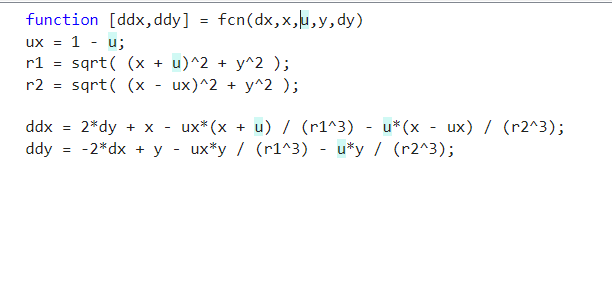 function [ddx,ddy] = fcn(dx,x,u,y,dy)
ux = 1 - u;
r1 = sqrt( (x + u)^2 + y^2 );
r2 = sqrt( (x - ux)^2 + y^2 );
ddx = 2*dy + x - ux*(x + u) / (r1^3) - u*(x - ux) / (r2^3);
ddy = -2*dx + y - ux*y / (r1^3) - u*y / (r2^3);